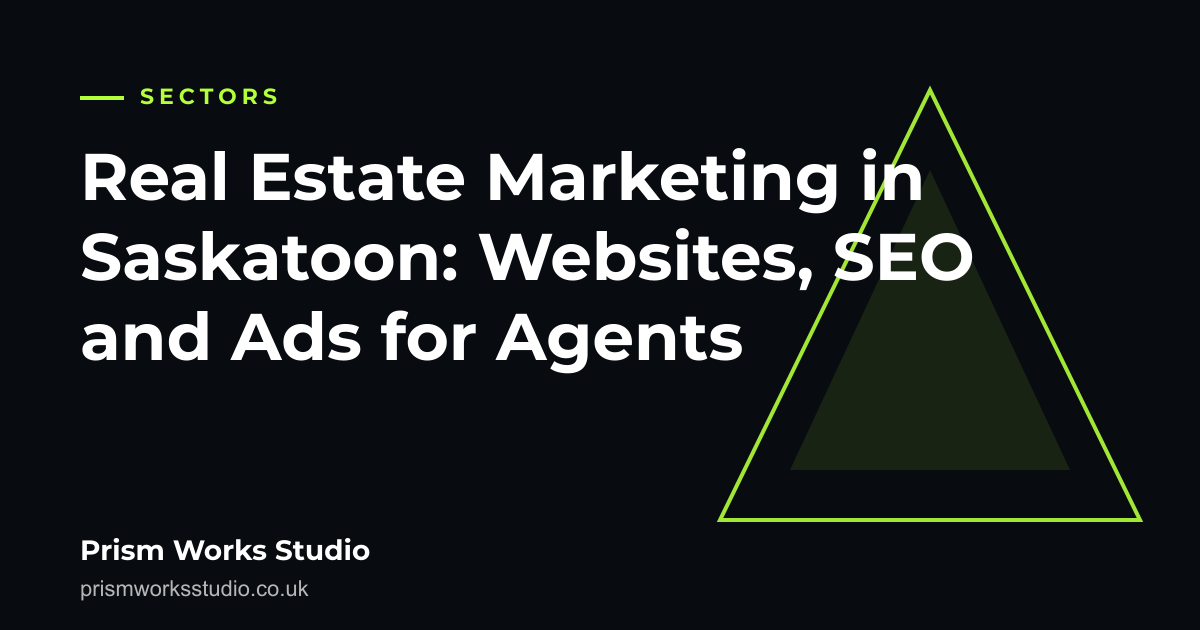 SECTORS
Real Estate Marketing in
Saskatoon: Websites, SEO
and Ads for Agents
Prism Works Studio
prismworksstudio.co.uk